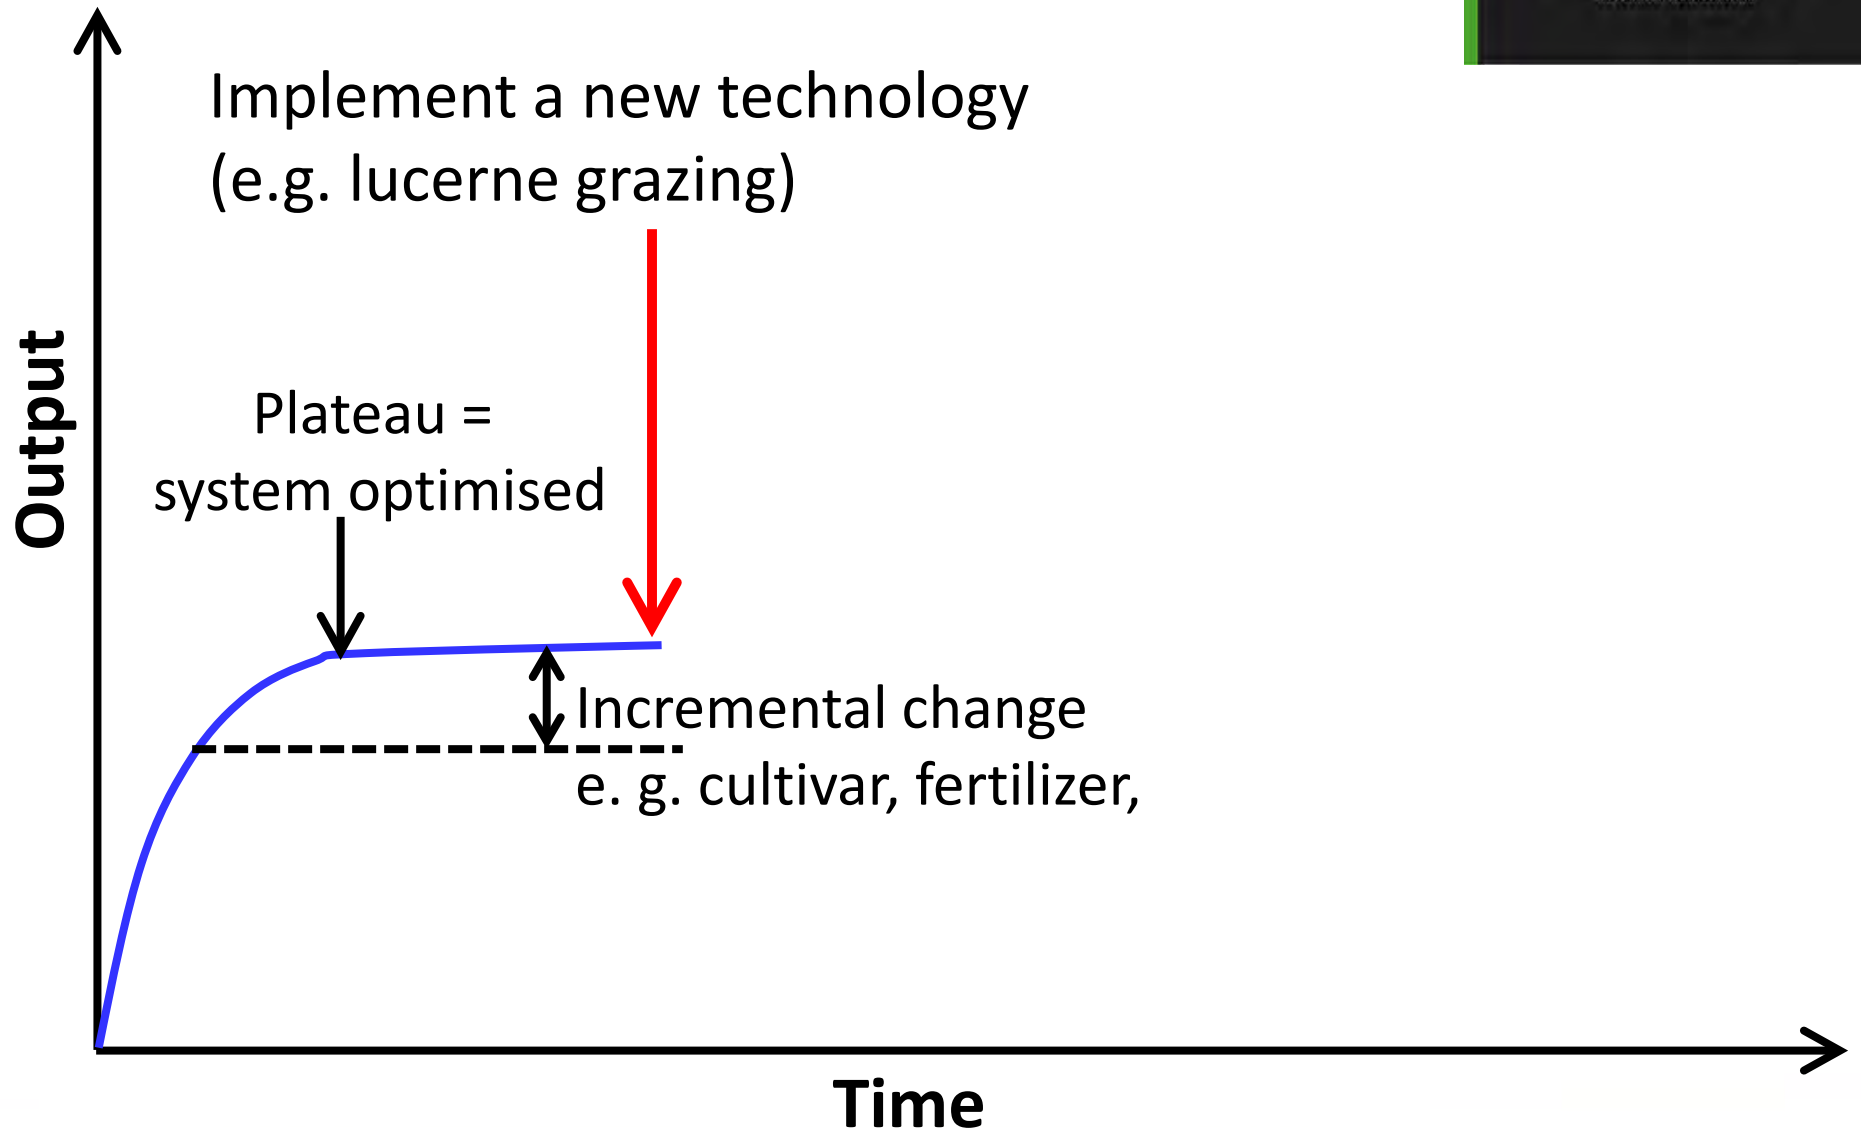 Implement a new technology
(e.g. lucerne grazing)
Output
Plateau =
system optimised
Incremental change
e. g. cultivar, fertilizer,
Time